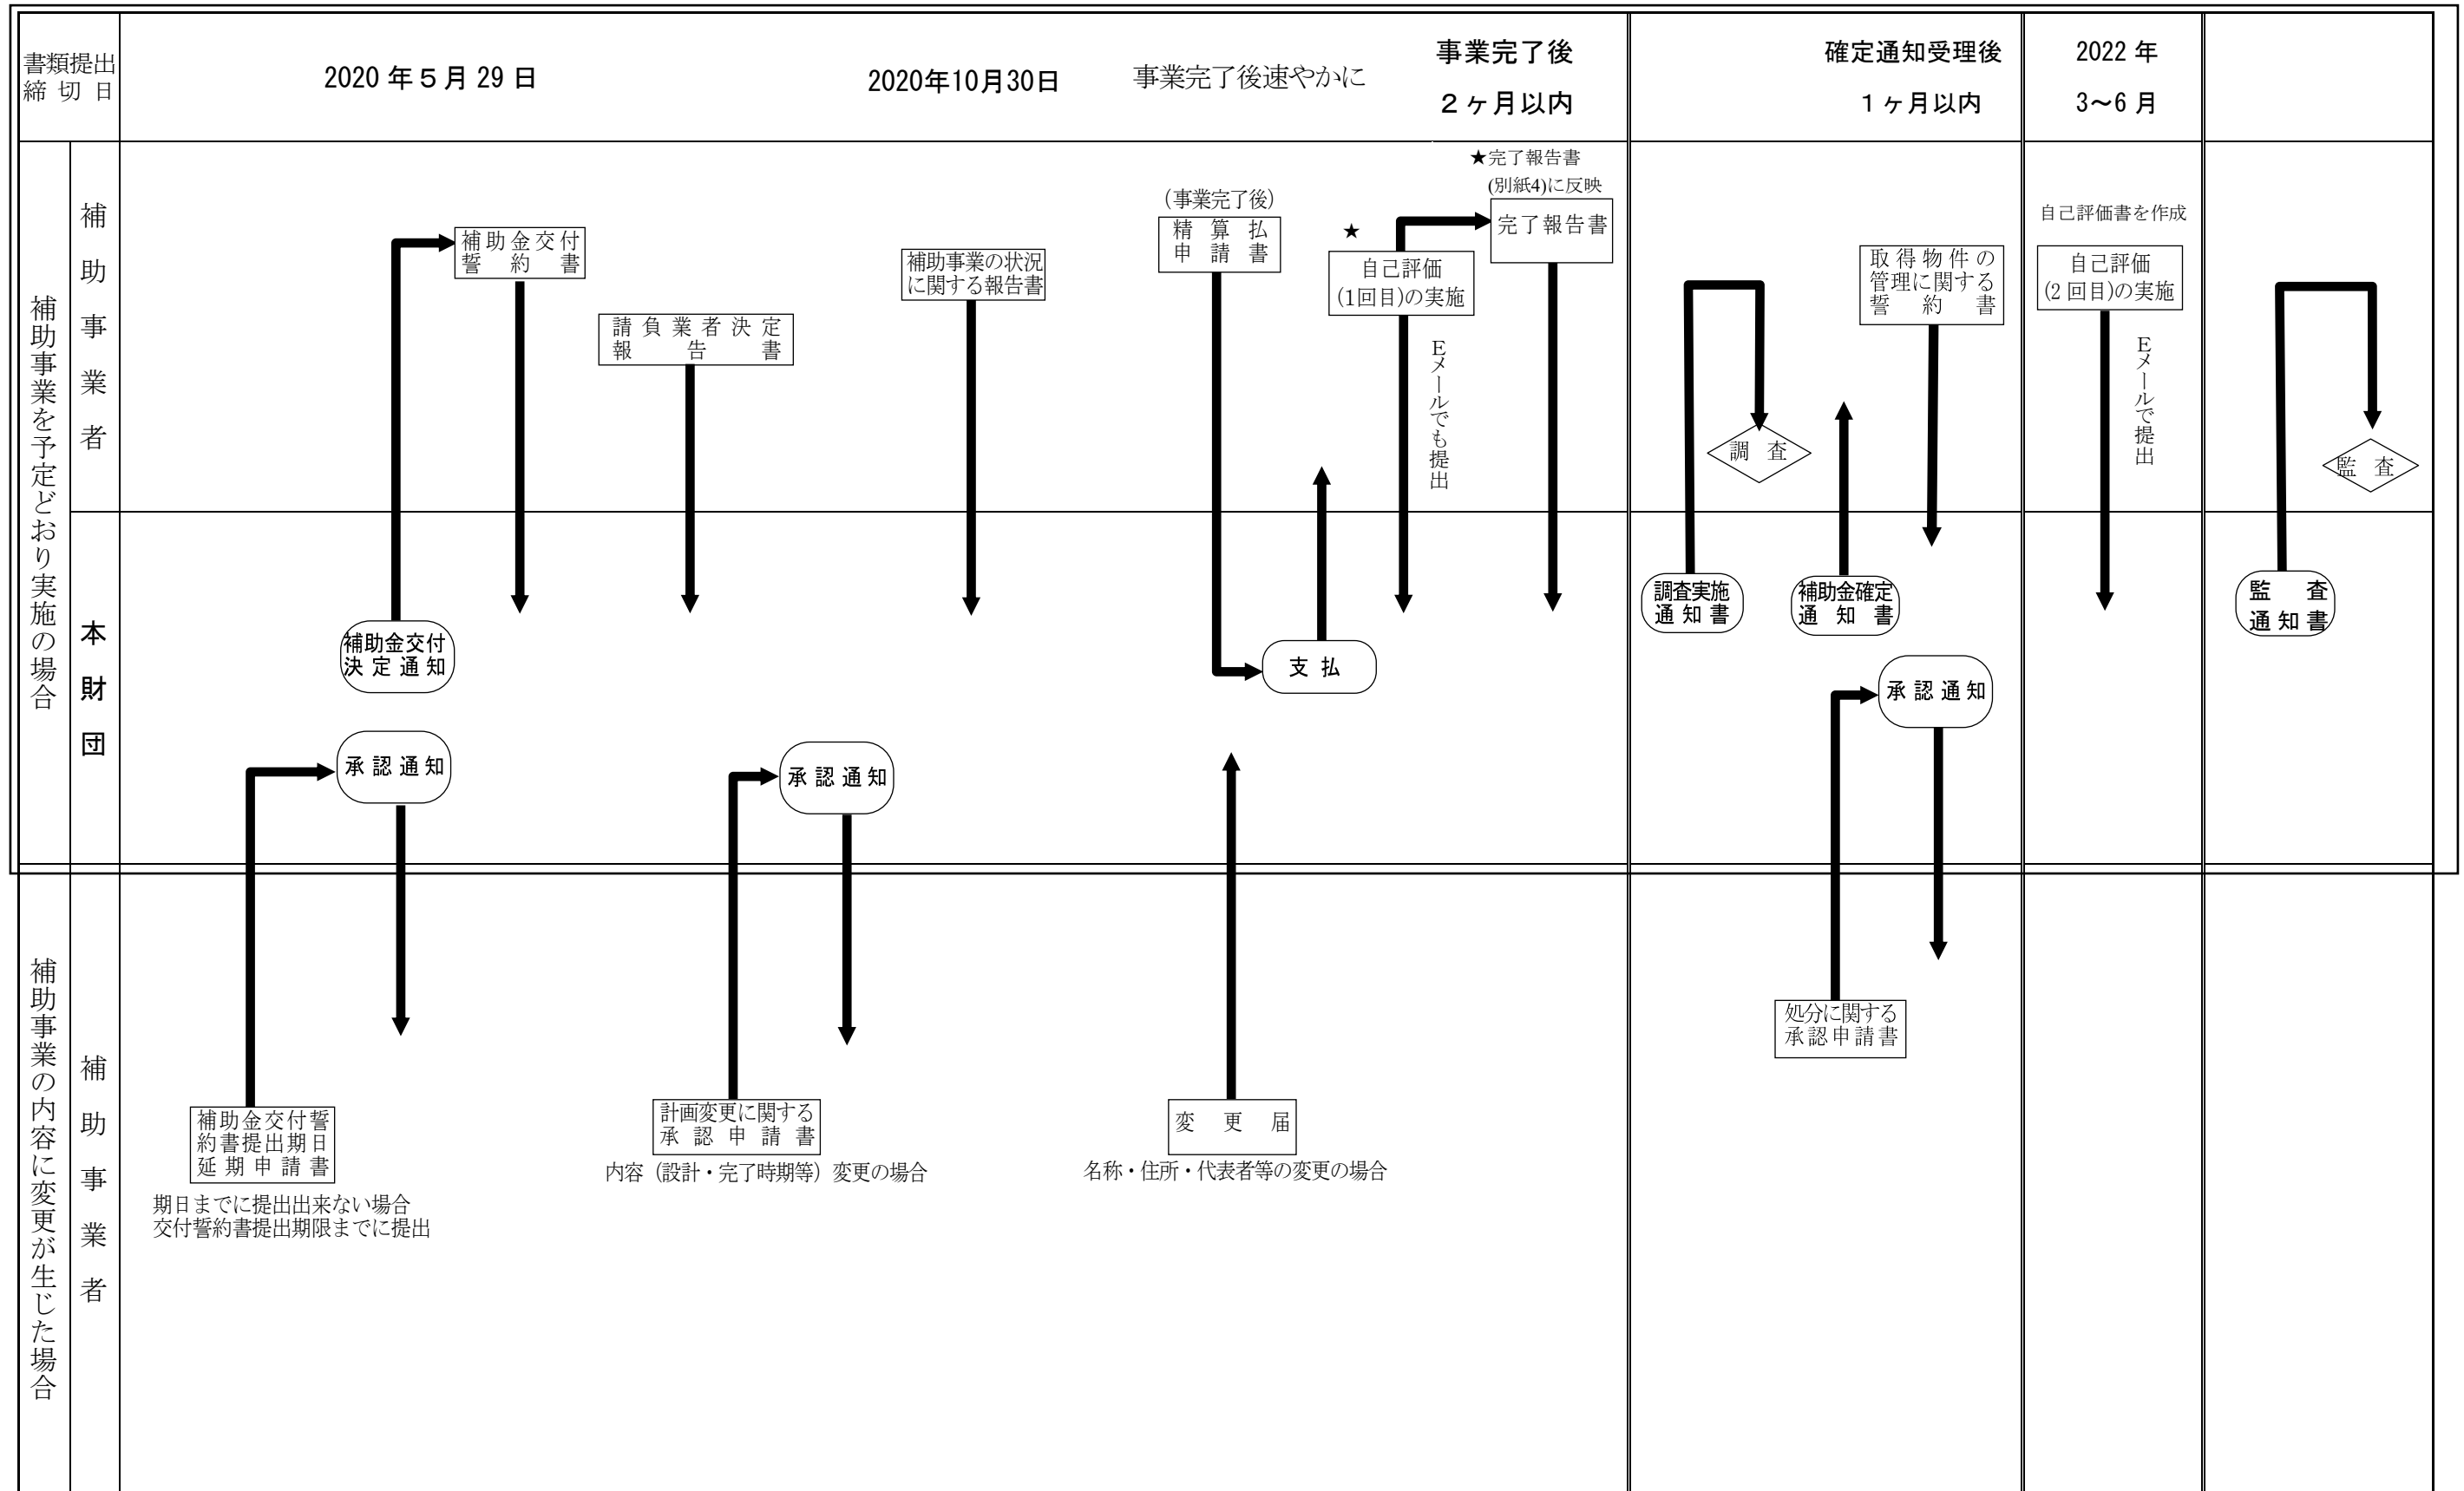 書類提出
締切日
2020年５月29日
2020年10月30日
事業完了後速やかに
事業完了後
２ヶ月以内
確定通知受理後
１ヶ月以内
2022年
3～6月
補助事業を予定どおり実施の場合
補助事業者
補助金交付
誓約書
請負業者決定
報告書
補助事業の状況
に関する報告書
（事業完了後）
精算払
申請書
★
自己評価
(1回目)の実施
Eメールでも提出
★完了報告書
(別紙4)に反映
完了報告書
調査
取得物件の
管理に関する
誓約書
自己評価書を作成
自己評価
(2回目)の実施
Eメールで提出
監査
本財団
補助金交付
決定通知
支払
調査実施
通知書
補助金確定
通知書
監査
通知書
承認通知
承認通知
承認通知
補助事業の内容に変更が生じた場合
補助事業者
補助金交付誓
約書提出期日
延期申請書
期日までに提出出来ない場合
交付誓約書提出期限までに提出
計画変更に関する
承認申請書
内容（設計・完了時期等）変更の場合
変更届
名称・住所・代表者等の変更の場合
処分に関する
承認申請書